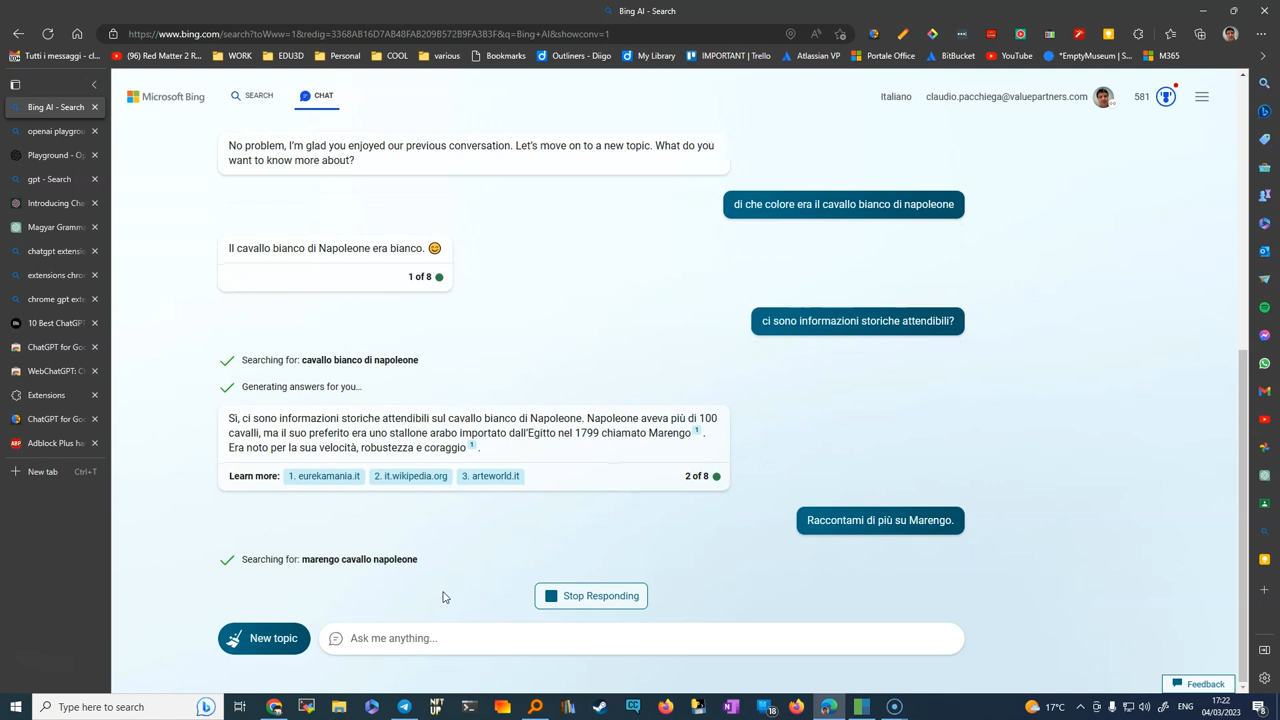 Bing AI - Search
https://www.bing.com/search?toWww=1&redig=3368AB16D7AB48FAB209B572B9FA3B3F&q=Bing+AI&showconv=1
Tutti i messaggi - cl...
(96) Red Matter 2 R...
WORK
EDU3D
Personal
COOL
various
Bookmarks
Outliners - Diigo
My Library
IMPORTANT | Trello
Atlassian VP
Portale Office
BitBucket
YouTube
*EmptyMuseum | S...
M365
Bing AI - Search
openai playgrou
Playground - Op
gpt - Search
Introducing Cha
Magyar Gramma
chatgpt extensi
extensions chro
chrome gpt exte
10 Best ChatGPT
ChatGPT for Goo
WebChatGPT: C
Extensions
ChatGPT for Goo
Adblock Plus ha
New tab Ctrl+T
Microsoft Bing
SEARCH
CHAT
Italiano
claudio.pacchiega@valuepartners.com
581
No problem, I'm glad you enjoyed our previous conversation. Let's move on to a new topic. What do you
want to know more about?
di che colore era il cavallo bianco di napoleone
Il cavallo bianco di Napoleone era bianco. 😊
1 of 8
ci sono informazioni storiche attendibili?
Searching for: cavallo bianco di napoleone
Generating answers for you...
Sì, ci sono informazioni storiche attendibili sul cavallo bianco di Napoleone. Napoleone aveva più di 100
cavalli, ma il suo preferito era uno stallone arabo importato dall'Egitto nel 1799 chiamato Marengo 1 .
Era noto per la sua velocità, robustezza e coraggio 1 .
Learn more: 1. eurekamania.it 2. it.wikipedia.org 3. arteworld.it
2 of 8
Raccontami di più su Marengo.
Searching for: marengo cavallo napoleone
Stop Responding
New topic
Ask me anything...
Feedback
Type here to search
17°C
17:22
04/03/2023